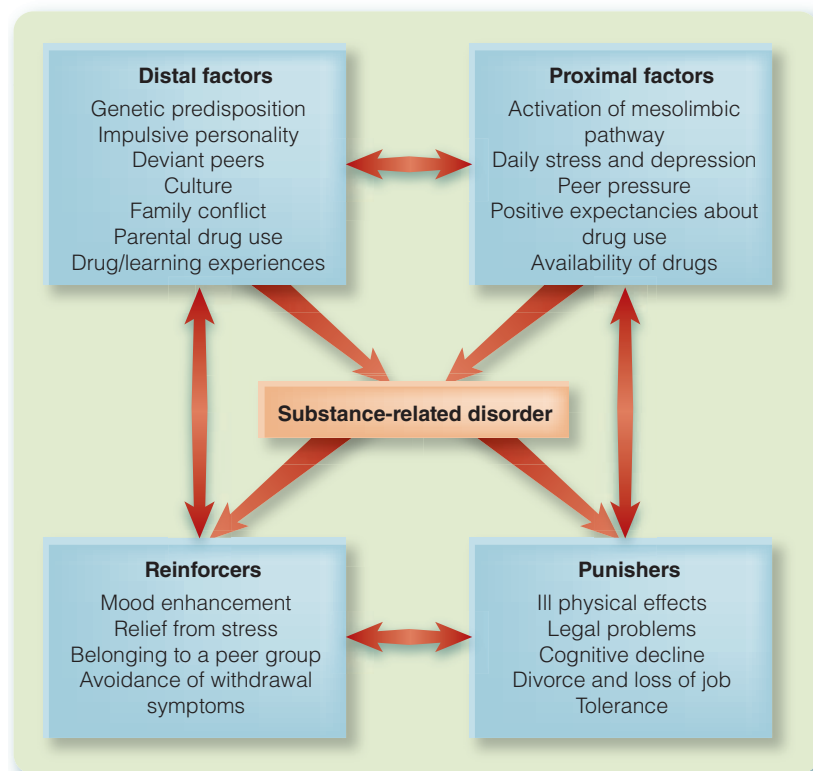 Distal factors
Genetic predisposition
Impulsive personality
Deviant peers
Culture
Family conflict
Parental drug use
Drug/learning experiences
Proximal factors
Activation of mesolimbic
pathway
Daily stress and depression
Peer pressure
Positive expectancies about
drug use
Availability of drugs
Substance-related disorder
Reinforcers
Mood enhancement
Relief from stress
Belonging to a peer group
Avoidance of withdrawal
symptoms
Punishers
Ill physical effects
Legal problems
Cognitive decline
Divorce and loss of job
Tolerance